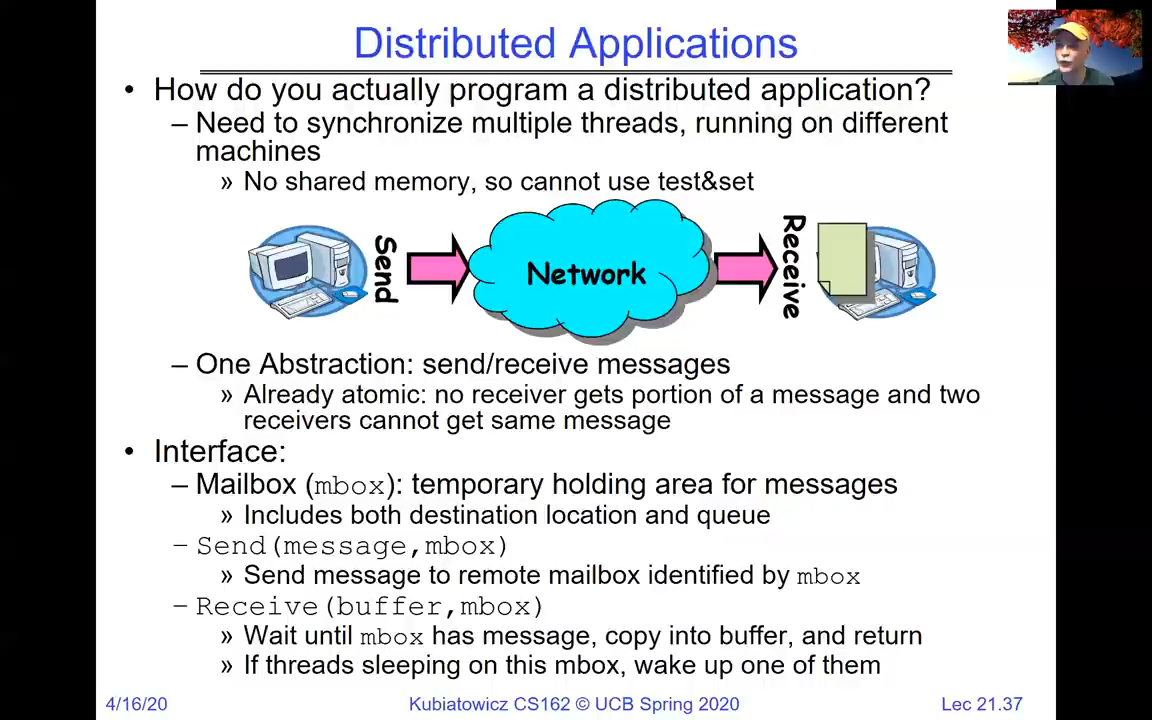 Distributed Applications
• How do you actually program a distributed application?
– Need to synchronize multiple threads, running on different
machines
» No shared memory, so cannot use test&set
Send
Network
Receive
– One Abstraction: send/receive messages
» Already atomic: no receiver gets portion of a message and two
receivers cannot get same message
• Interface:
– Mailbox (mbox): temporary holding area for messages
» Includes both destination location and queue
– Send(message,mbox)
» Send message to remote mailbox identified by mbox
– Receive(buffer,mbox)
» Wait until mbox has message, copy into buffer, and return
» If threads sleeping on this mbox, wake up one of them
4/16/20
Kubiatowicz CS162 © UCB Spring 2020
Lec 21.37